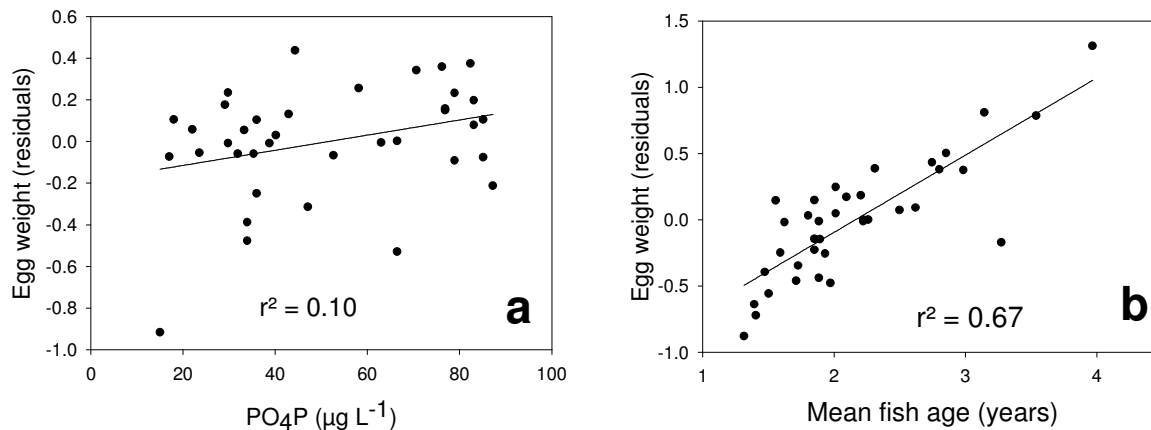 0.6
0.4
0.2
0.0
-0.2
-0.4
-0.6
-0.8
-1.0
Egg weight (residuals)
r² = 0.10
a
0 20 40 60 80 100
PO₄P (µg L⁻¹)
1.5
1.0
0.5
0.0
-0.5
-1.0
Egg weight (residuals)
r² = 0.67
b
1 2 3 4
Mean fish age (years)